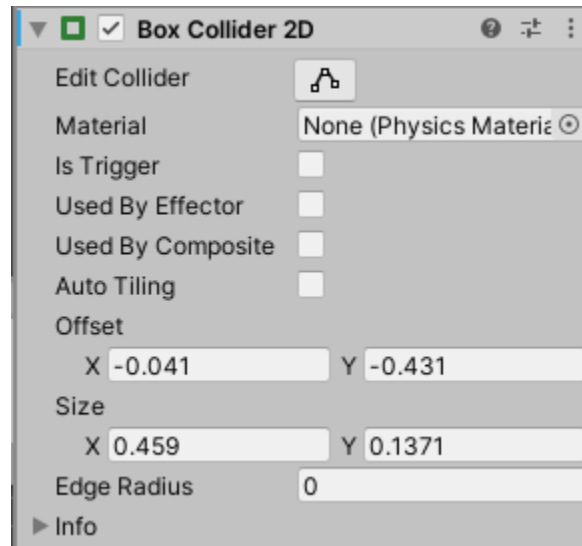 Box Collider 2D
Edit Collider
Material None (Physics Materia
Is Trigger
Used By Effector
Used By Composite
Auto Tiling
Offset
X -0.041 Y -0.431
Size
X 0.459 Y 0.1371
Edge Radius 0
Info